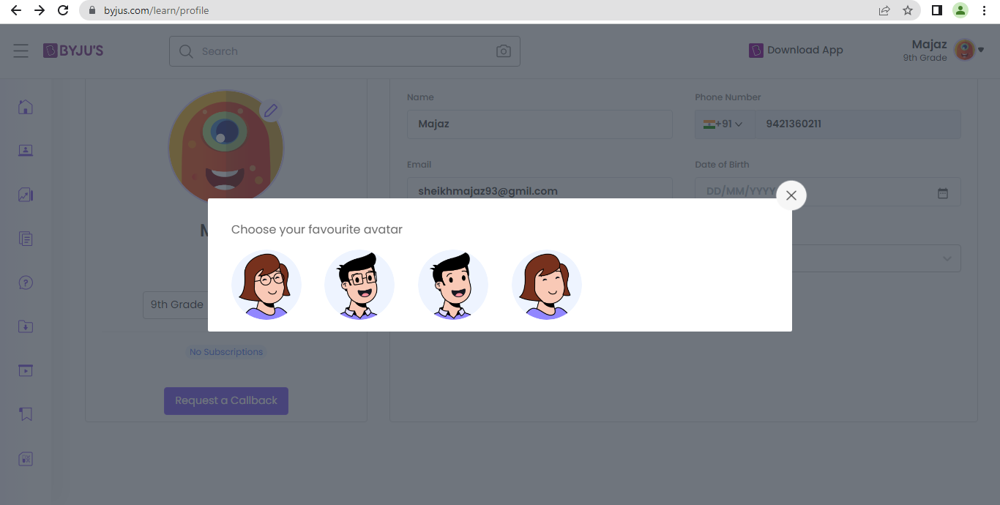 byjus.com/learn/profile
BYJU'S
Search
Download App
Majaz
9th Grade
Name
Phone Number
Majaz
+91
9421360211
Email
Date of Birth
sheikhmajaz93@gmil.com
DD/MM/YYYY
Choose your favourite avatar
9th Grade
No Subscriptions
Request a Callback